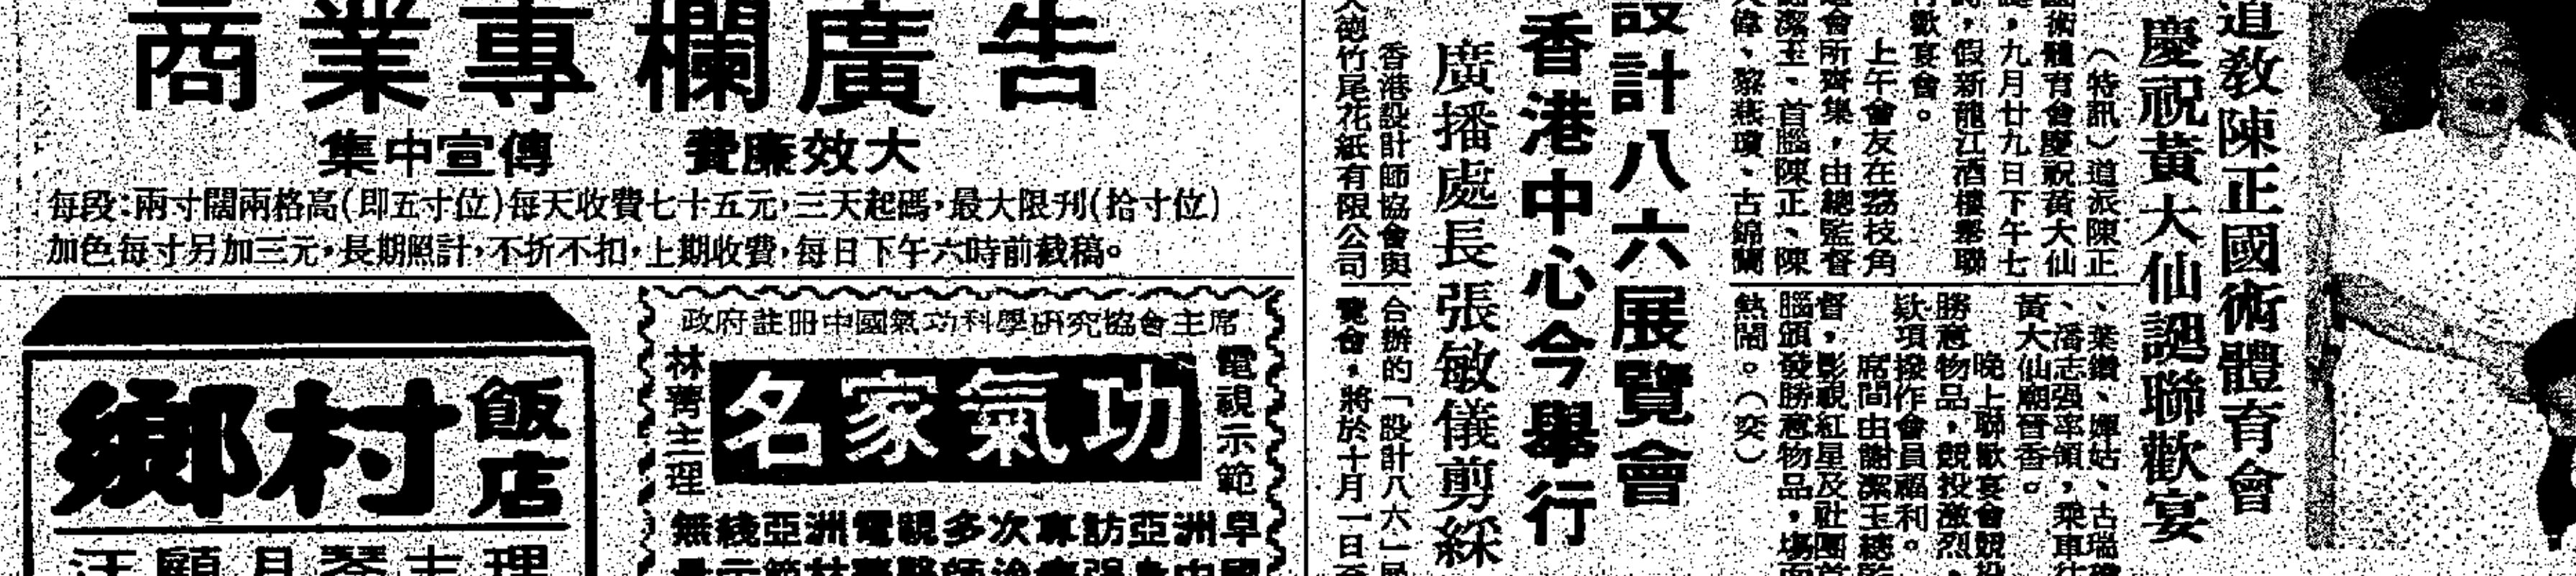 商業專欄廣告
集中宣傳 費廉效大
每段:兩寸闊兩格高(即五寸位)每天收費七十五元,三天起碼,最大限刊(拾寸位)
加色每寸另加三元,長期照計,不折不扣,上期收費,每日下午六時前截稿。
鄉村飯店
政府註冊中國氣功科學研究協會主席
電視示範
名家氣功
林菁主理
無綫亞洲電視多次專訪亞洲早
道教陳正國術體育會
慶祝黃大仙誕聯歡宴
(特訊)道派陳正
國術體育會慶祝黃大仙
誕,九月廿九日下午七
時,假新龍江酒樓舉聯
歡宴會。
上午會友在荔枝角
會所齊集,由總監督
謝潔玉、首腦陳正、陳
偉、黎燕瓊、古錦蘭
、葉鑽、嬋姑、古瑞
、潘志强率領,乘車往
黃大仙廟晉香。
晚上聯歡宴會競投
勝意物品,競投激烈,
欵項撥作會員福利。
席間由謝潔玉總監
督,影視紅星及社團首
腦頒發勝意物品,場面
熱鬧。(奕)
設計八六展覽會
香港中心今舉行
廣播處長張敏儀剪綵
香港設計師協會與
德竹尾花紙有限公司
合辦的「設計八六」展
覽會,將於十月一日至